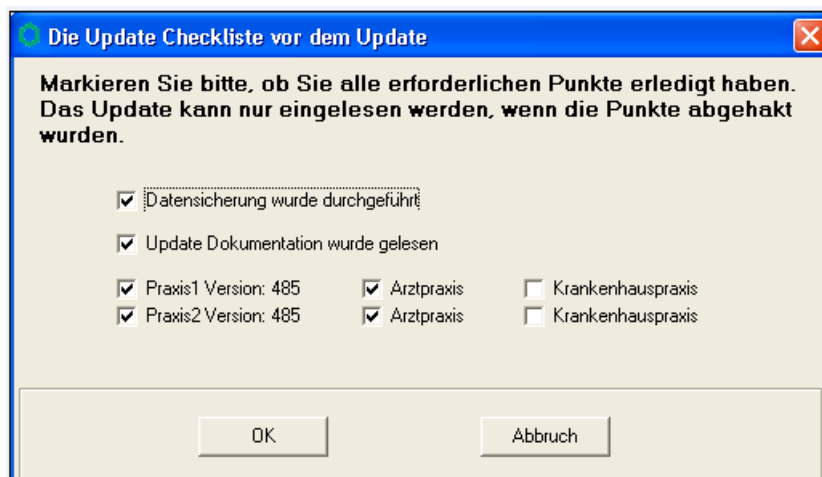 Die Update Checkliste vor dem Update
Markieren Sie bitte, ob Sie alle erforderlichen Punkte erledigt haben.
Das Update kann nur eingelesen werden, wenn die Punkte abgehakt
wurden.
Datensicherung wurde durchgeführt
Update Dokumentation wurde gelesen
Praxis1 Version: 485 Arztpraxis Krankenhauspraxis
Praxis2 Version: 485 Arztpraxis Krankenhauspraxis
OK Abbruch